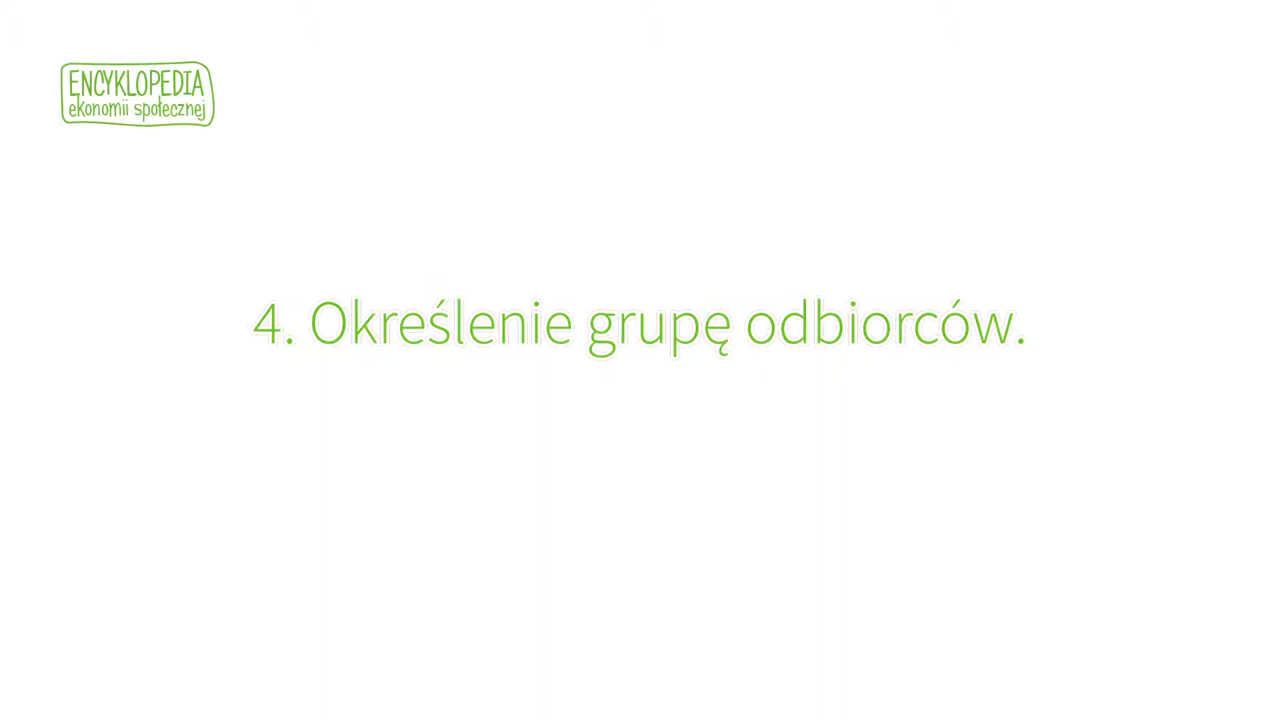 ENCYKLOPEDIA
ekonomii społecznej
4. Określenie grupę odbiorców.